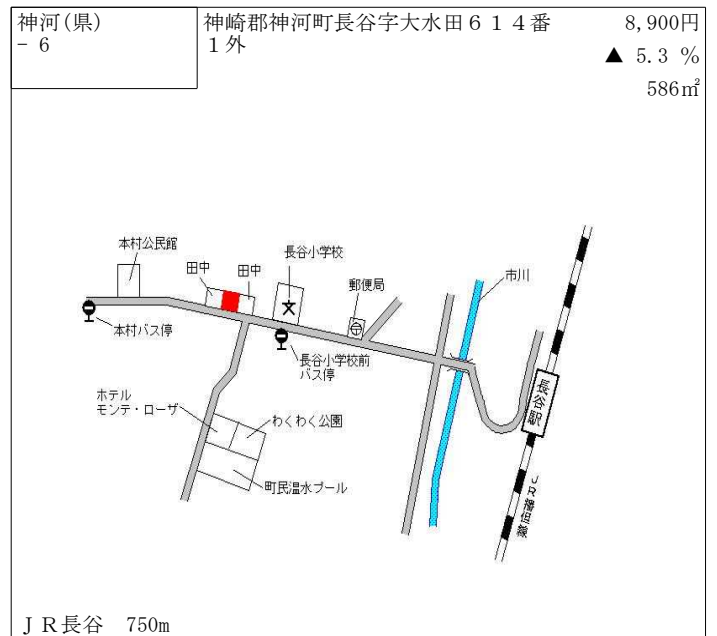 神河(県)
- 6
神崎郡神河町長谷字大水田６１４番
１外
8,900円
▲ 5.3 %
586㎡
本村公民館
田中
田中
長谷小学校
郵便局
市川
本村バス停
長谷小学校前
バス停
ホテル
モンテ・ローザ
わくわく公園
町民温水プール
長谷駅
ＪＲ播但線
ＪＲ長谷　750m